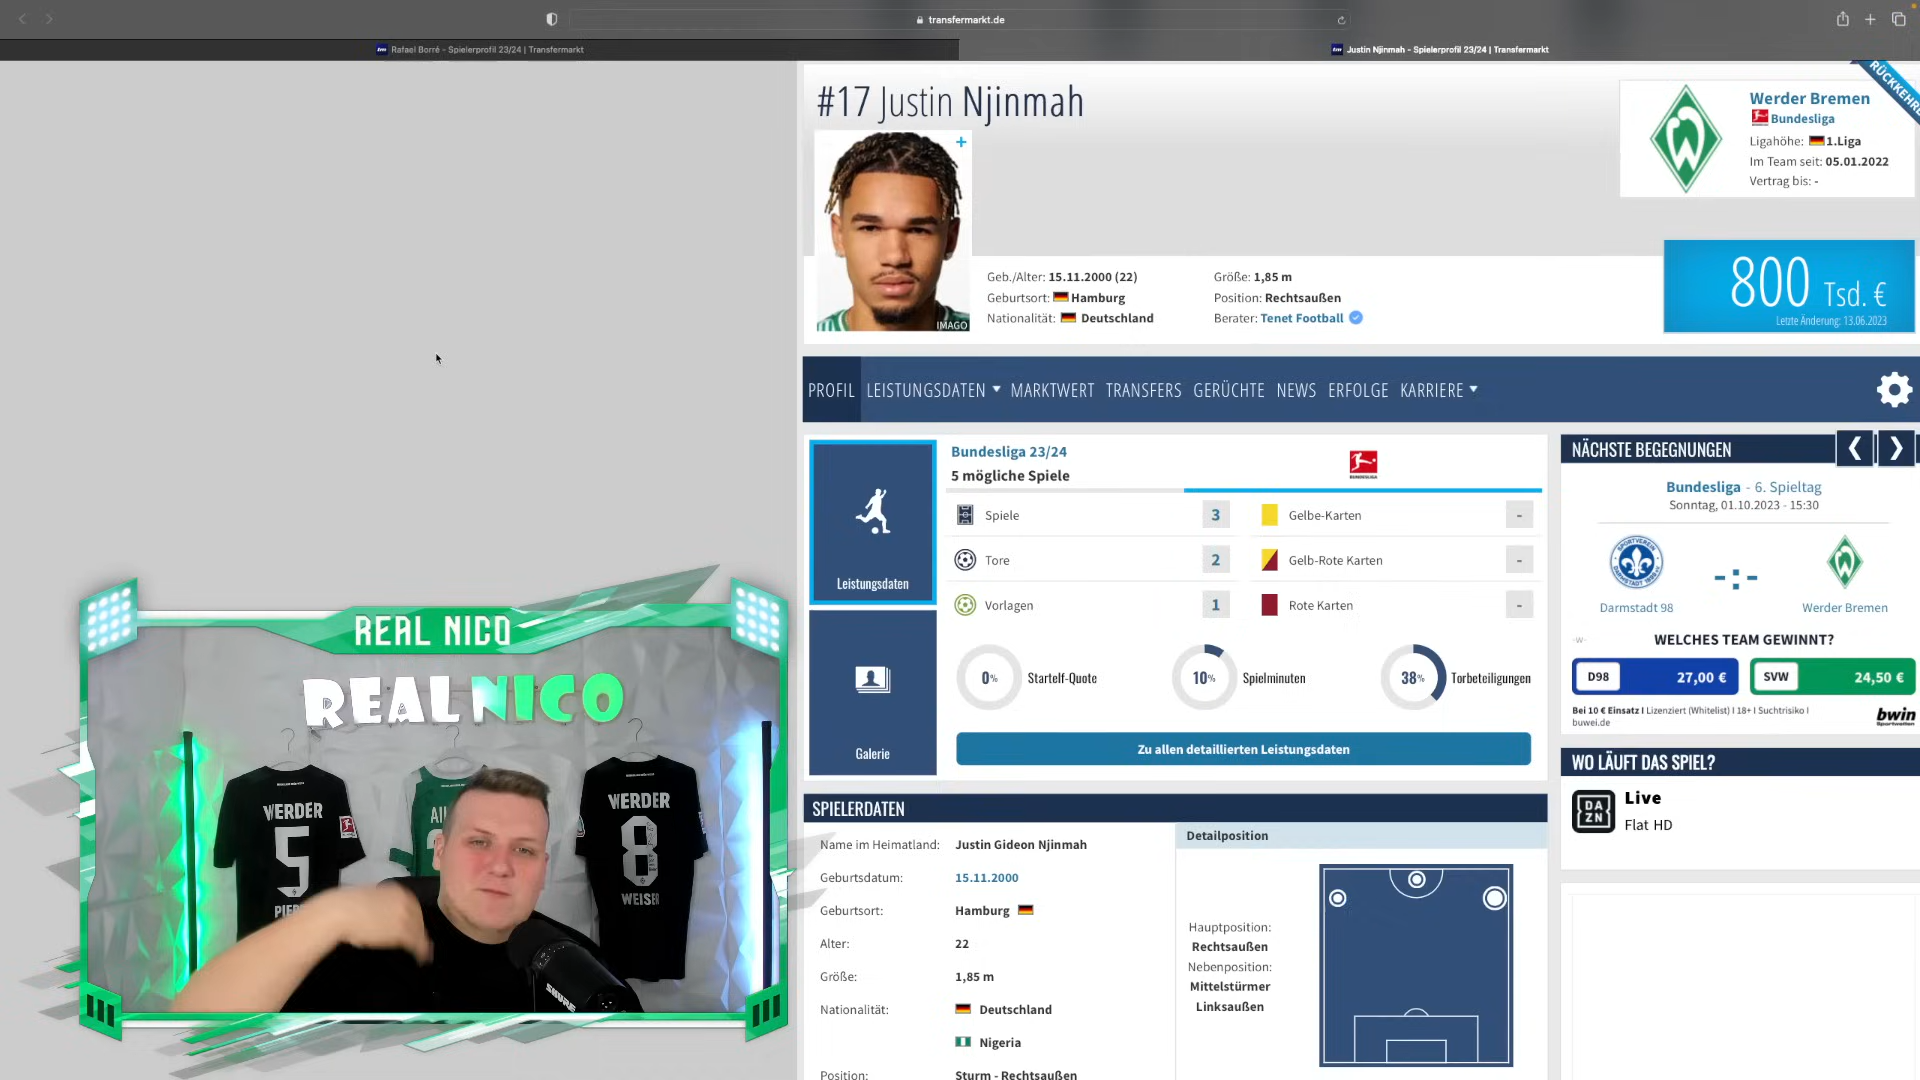 transfermarkt.de
Rafael Borré - Spielerprofil 23/24 | Transfermarkt
Justin Njinmah - Spielerprofil 23/24 | Transfermarkt
#17 Justin Njinmah
IMAGO
Geb./Alter: 15.11.2000 (22)
Geburtsort: Hamburg
Nationalität: Deutschland
Größe: 1,85 m
Position: Rechtsaußen
Berater: Tenet Football
Werder Bremen
Bundesliga
Ligahöhe: 1.Liga
Im Team seit: 05.01.2022
Vertrag bis: -
800 Tsd. €
Letzte Änderung: 13.06.2023
PROFIL LEISTUNGSDATEN MARKTWERT TRANSFERS GERÜCHTE NEWS ERFOLGE KARRIERE
Leistungsdaten
Galerie
Bundesliga 23/24
5 mögliche Spiele
Spiele 3
Gelbe-Karten -
Tore 2
Gelb-Rote Karten -
Vorlagen 1
Rote Karten -
0% Startelf-Quote
10% Spielminuten
38% Torbeteiligungen
Zu allen detaillierten Leistungsdaten
NÄCHSTE BEGEGNUNGEN
Bundesliga - 6. Spieltag
Sonntag, 01.10.2023 - 15:30
-:-
Darmstadt 98
Werder Bremen
-W-
WELCHES TEAM GEWINNT?
D98 27,00 €
SVW 24,50 €
Bei 10 € Einsatz I Lizenziert (Whitelist) I 18+ I Suchtrisiko I
buwei.de
bwin
Sportwetten
WO LÄUFT DAS SPIEL?
DAZN
Live
Flat HD
SPIELERDATEN
Name im Heimatland: Justin Gideon Njinmah
Geburtsdatum: 15.11.2000
Geburtsort: Hamburg
Alter: 22
Größe: 1,85 m
Nationalität: Deutschland
Nigeria
Position: Sturm - Rechtsaußen
Detailposition
Hauptposition:
Rechtsaußen
Nebenposition:
Mittelstürmer
Linksaußen
REAL NICO
REALNICO
WERDER
5
WERDER
8
WEISER
SHURE